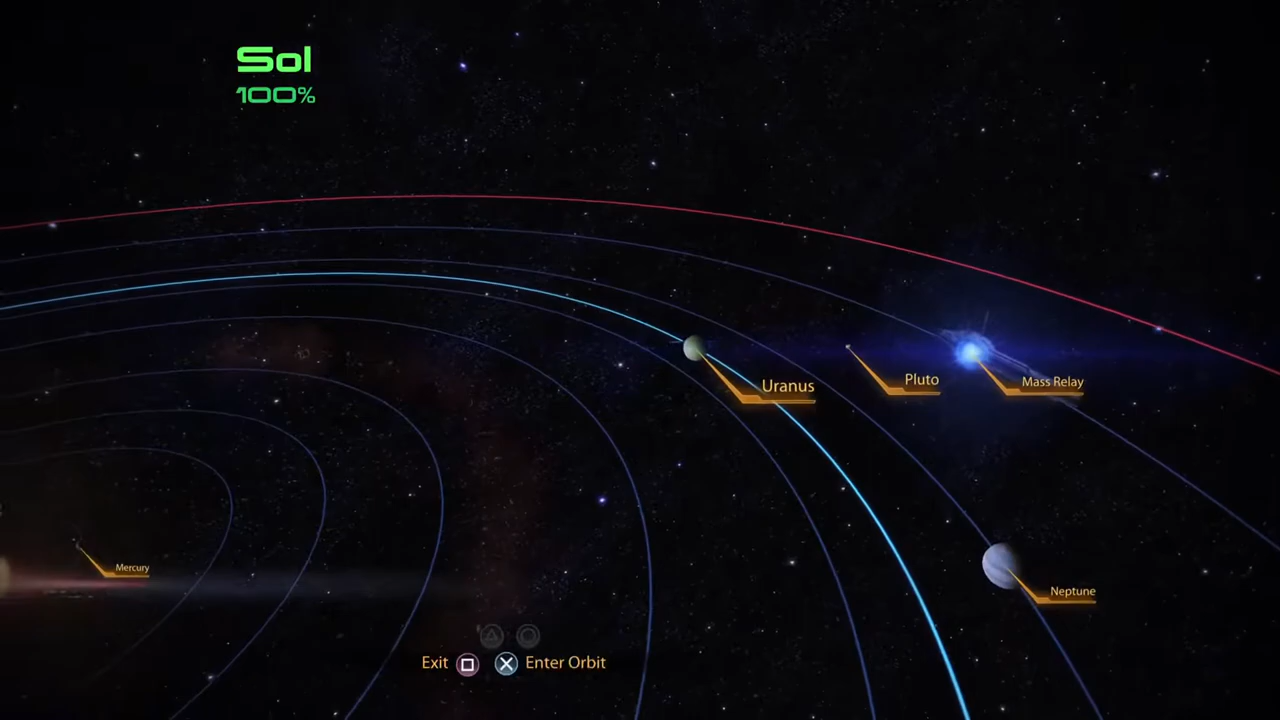 Sol
100%
Uranus
Pluto
Mass Relay
Mercury
Neptune
Exit
Enter Orbit